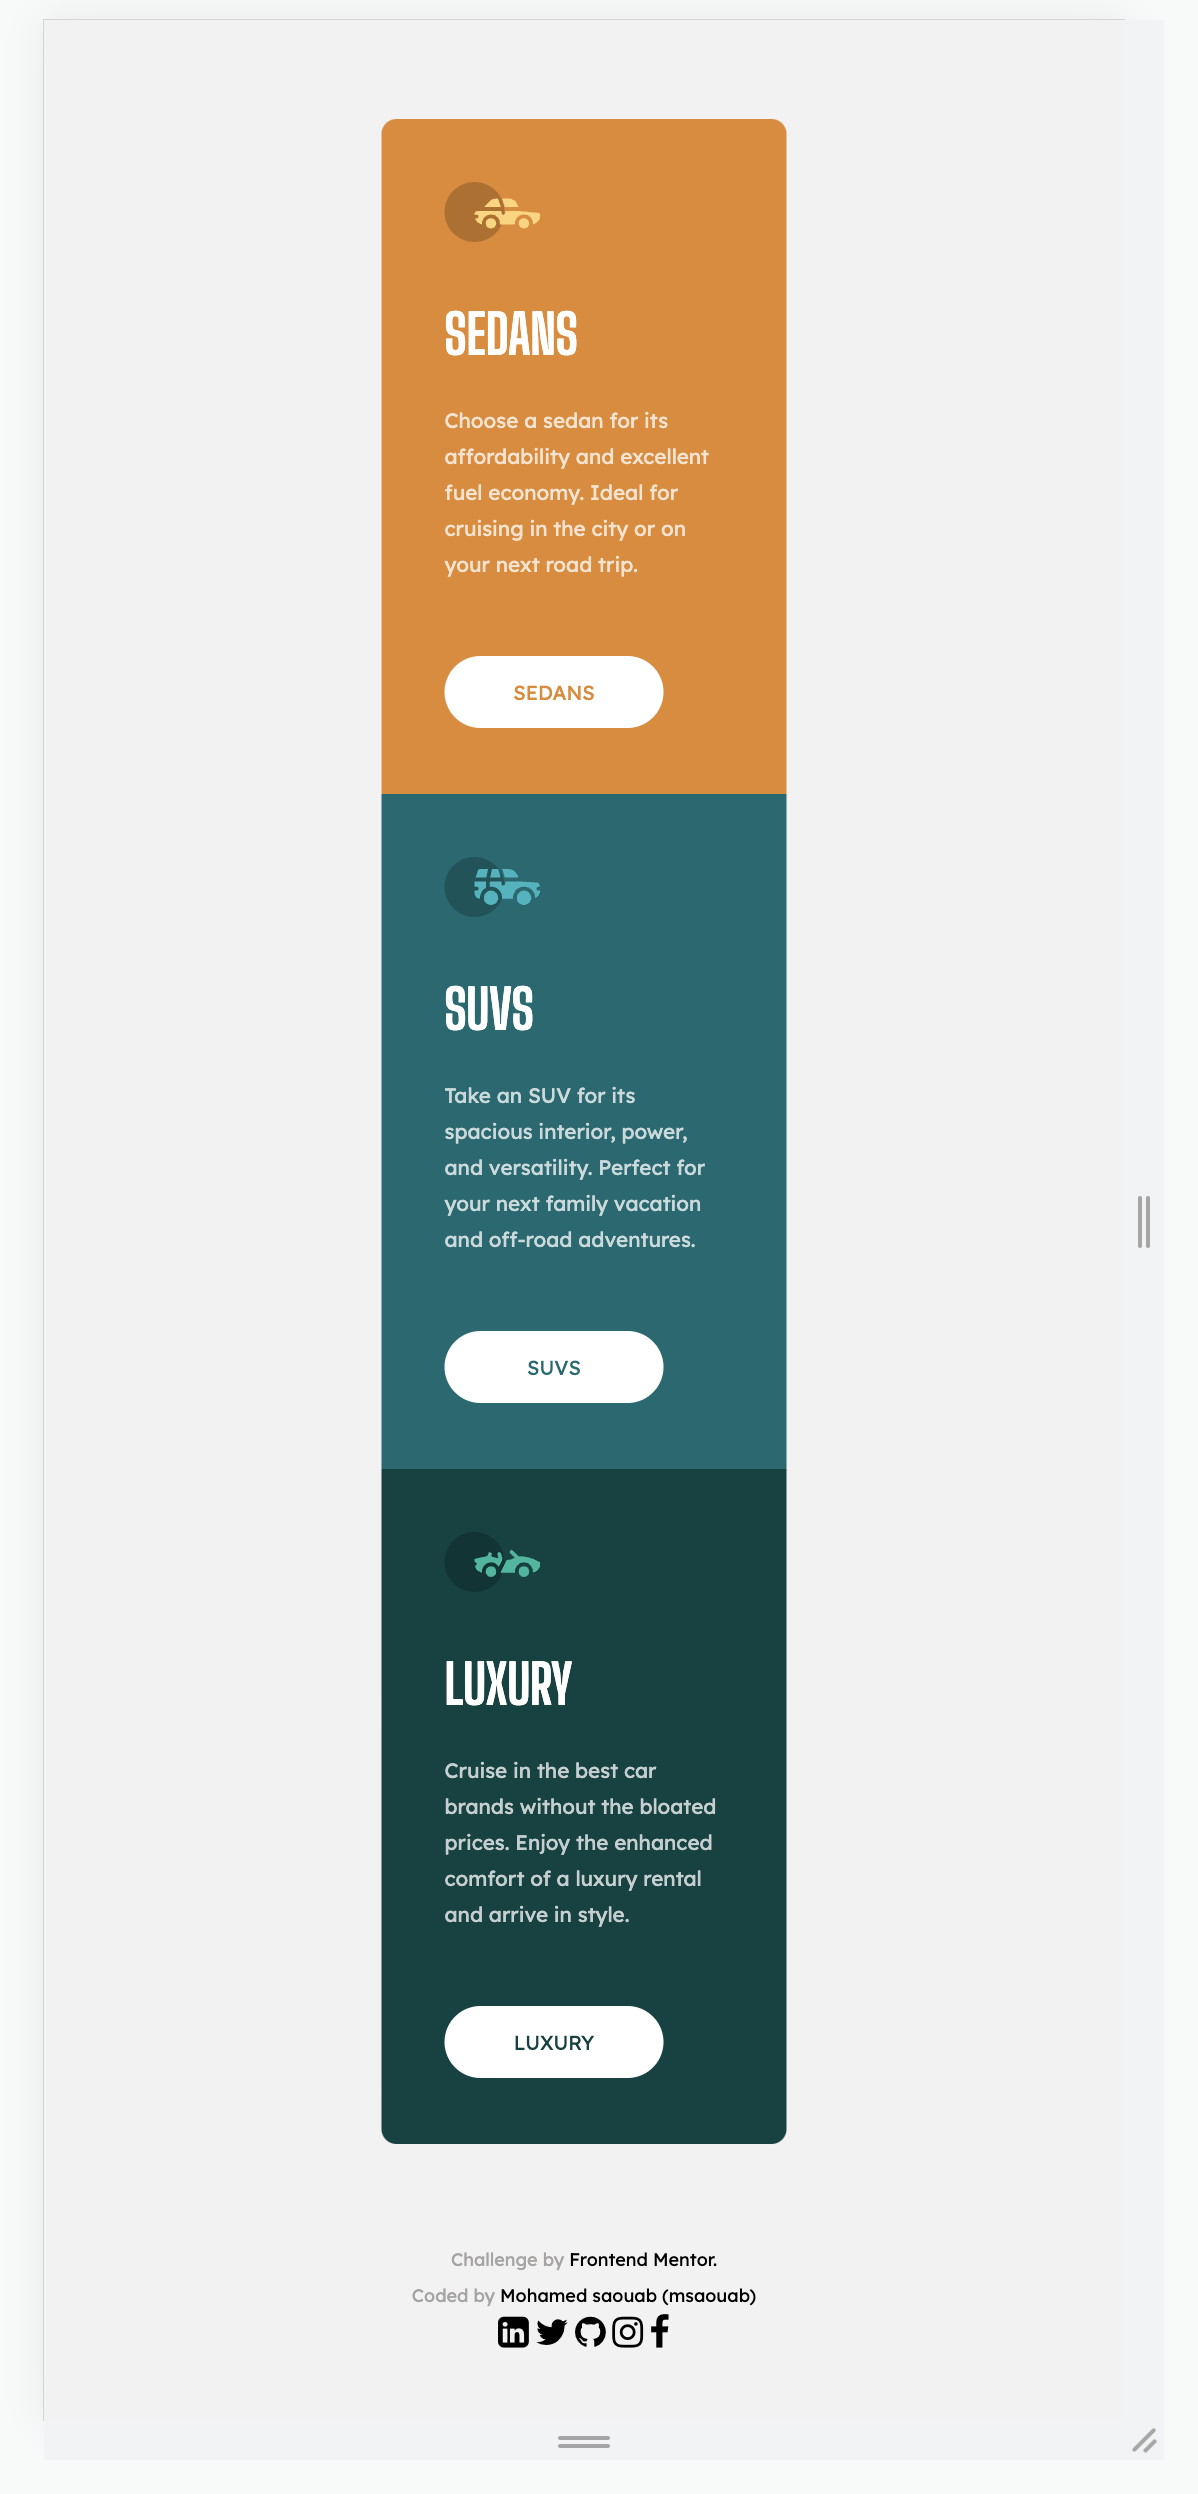 SEDANS
Choose a sedan for its
affordability and excellent
fuel economy. Ideal for
cruising in the city or on
your next road trip.
SEDANS
SUVS
Take an SUV for its
spacious interior, power,
and versatility. Perfect for
your next family vacation
and off-road adventures.
SUVS
LUXURY
Cruise in the best car
brands without the bloated
prices. Enjoy the enhanced
comfort of a luxury rental
and arrive in style.
LUXURY
Challenge by Frontend Mentor.
Coded by Mohamed saouab (msaouab)